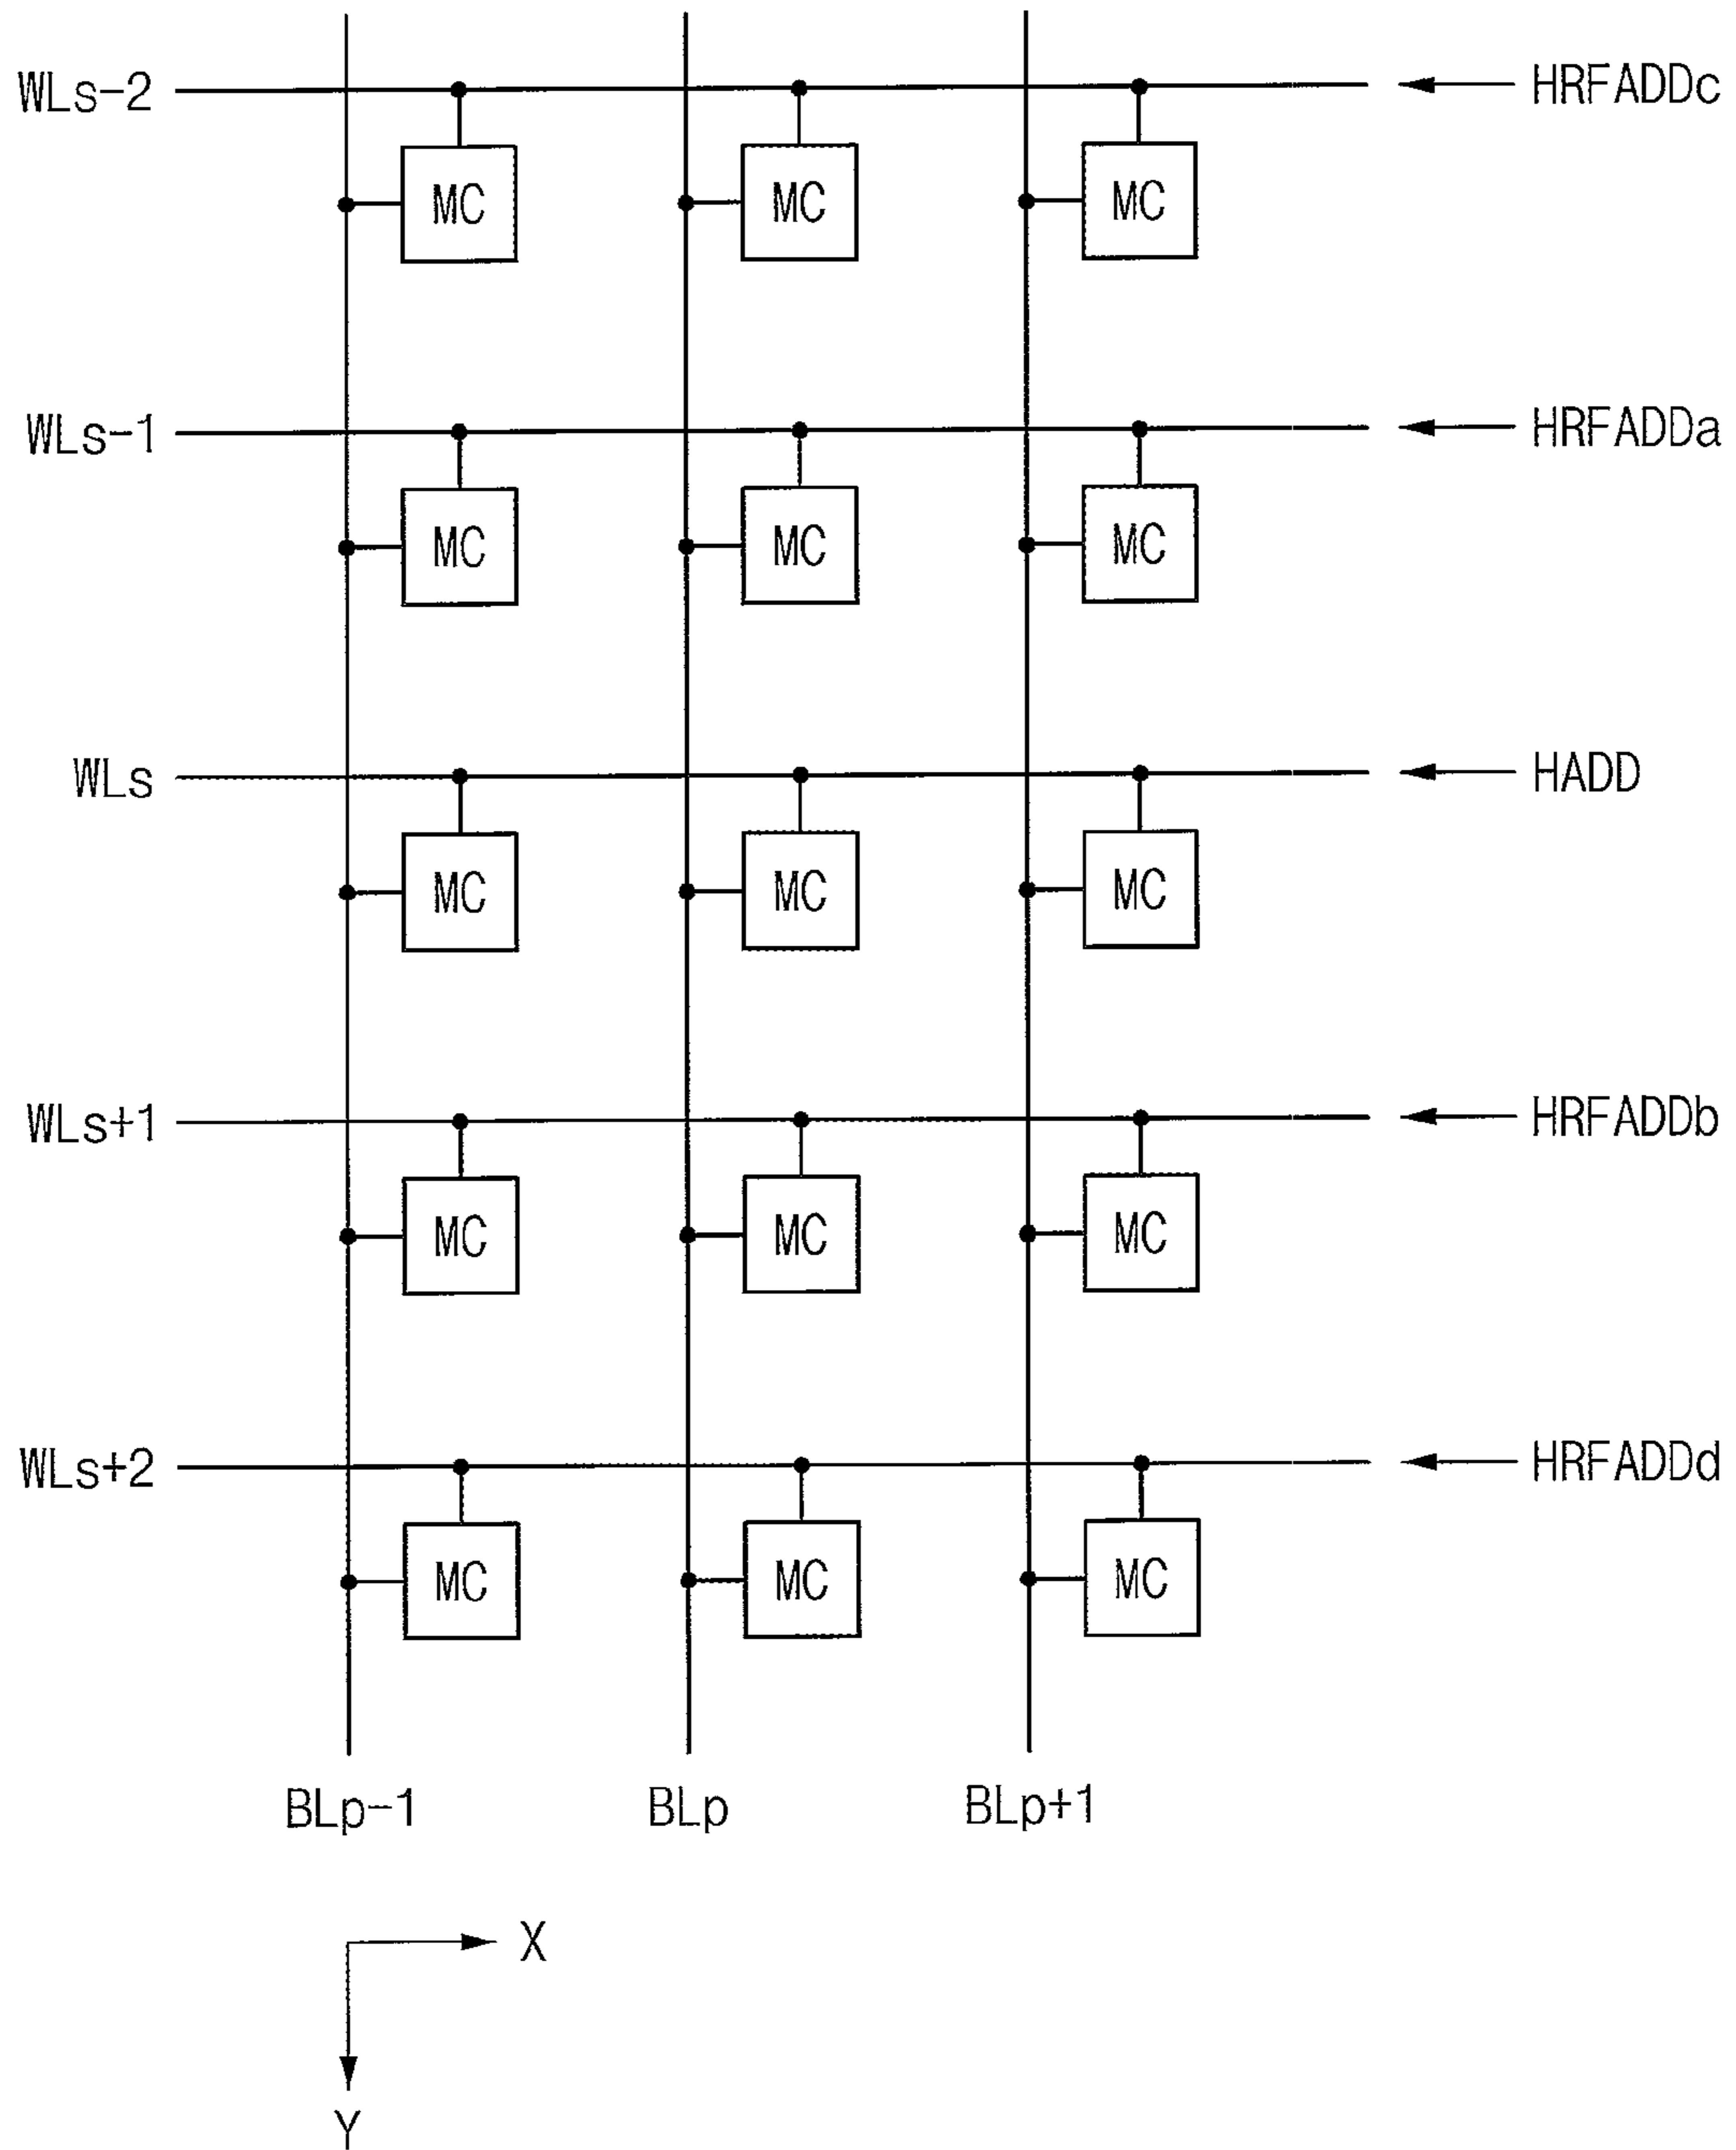 WLs-2 HRFADDc
MC MC MC
WLs-1 HRFADDa
MC MC MC
WLs HADD
MC MC MC
WLs+1 HRFADDb
MC MC MC
WLs+2 HRFADDd
MC MC MC
BLp-1 BLp BLp+1
X
Y